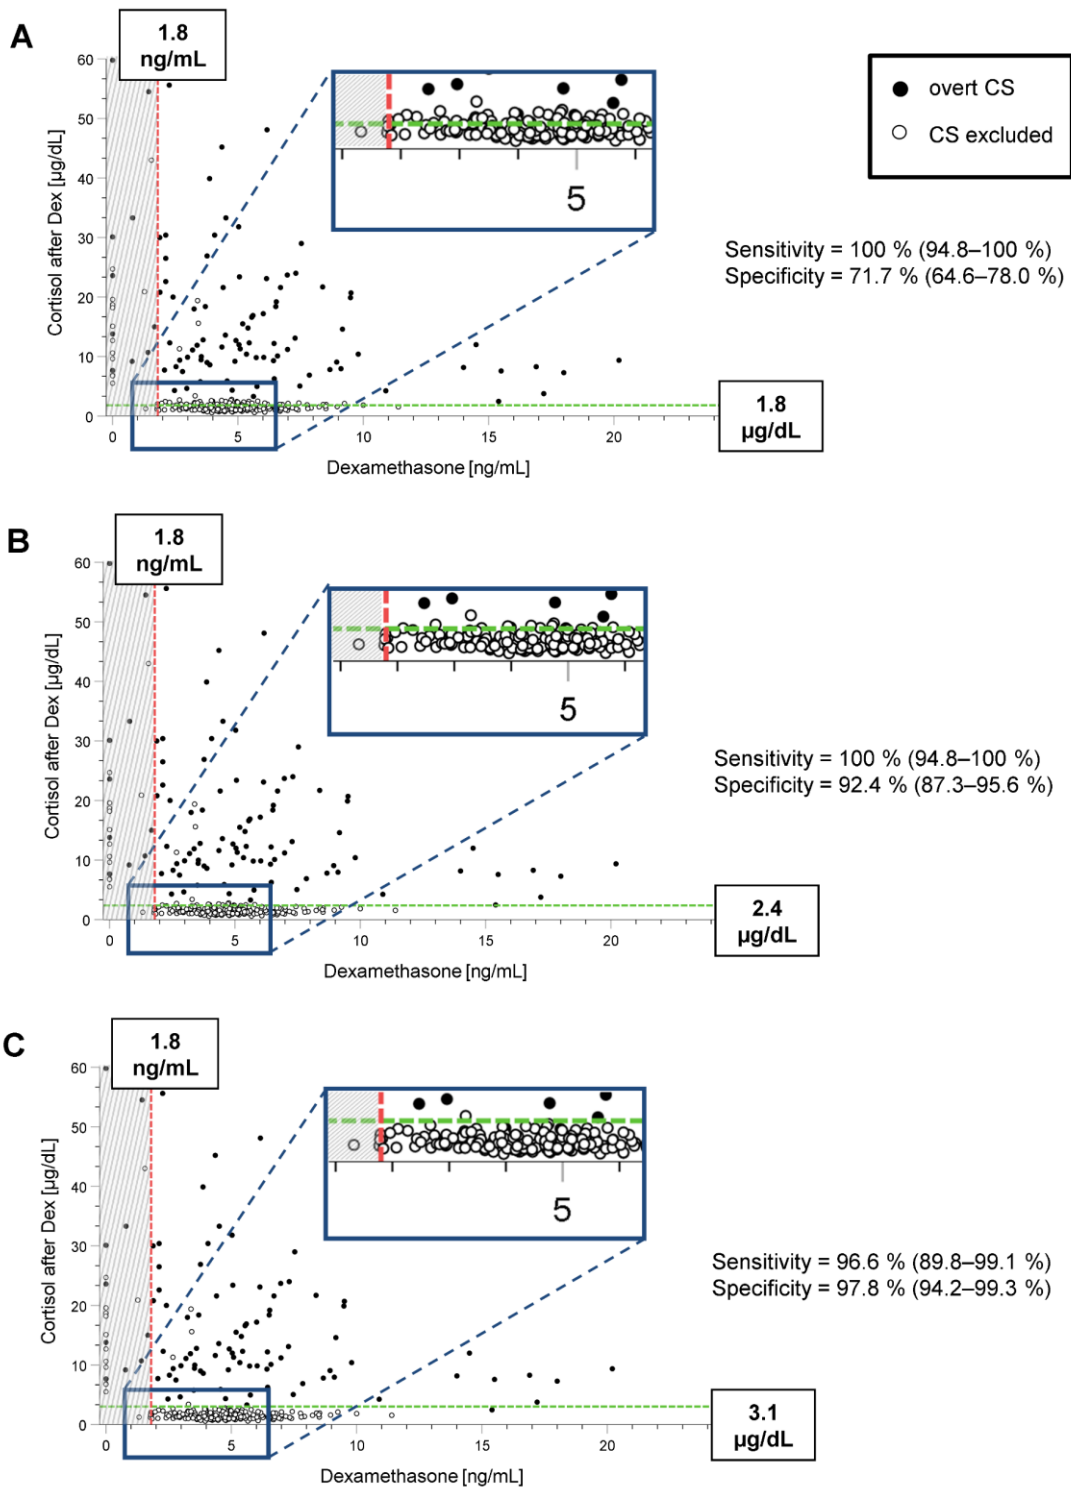 A
1.8
ng/mL
60
50
40
30
20
10
0
Cortisol after Dex [µg/dL]
0
5
10
15
20
Dexamethasone [ng/mL]
5
overt CS
CS excluded
Sensitivity = 100 % (94.8–100 %)
Specificity = 71.7 % (64.6–78.0 %)
1.8
µg/dL
B
1.8
ng/mL
60
50
40
30
20
10
0
Cortisol after Dex [µg/dL]
0
5
10
15
20
Dexamethasone [ng/mL]
5
Sensitivity = 100 % (94.8–100 %)
Specificity = 92.4 % (87.3–95.6 %)
2.4
µg/dL
C
1.8
ng/mL
60
50
40
30
20
10
0
Cortisol after Dex [µg/dL]
0
5
10
15
20
Dexamethasone [ng/mL]
5
Sensitivity = 96.6 % (89.8–99.1 %)
Specificity = 97.8 % (94.2–99.3 %)
3.1
µg/dL